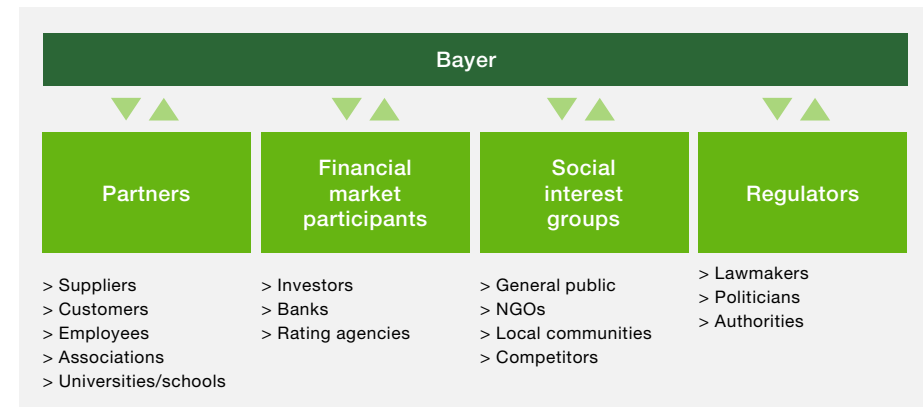 Bayer
Partners
Financial
market
participants
Social
interest
groups
Regulators
> Suppliers
> Customers
> Employees
> Associations
> Universities/schools
> Investors
> Banks
> Rating agencies
> General public
> NGOs
> Local communities
> Competitors
> Lawmakers
> Politicians
> Authorities